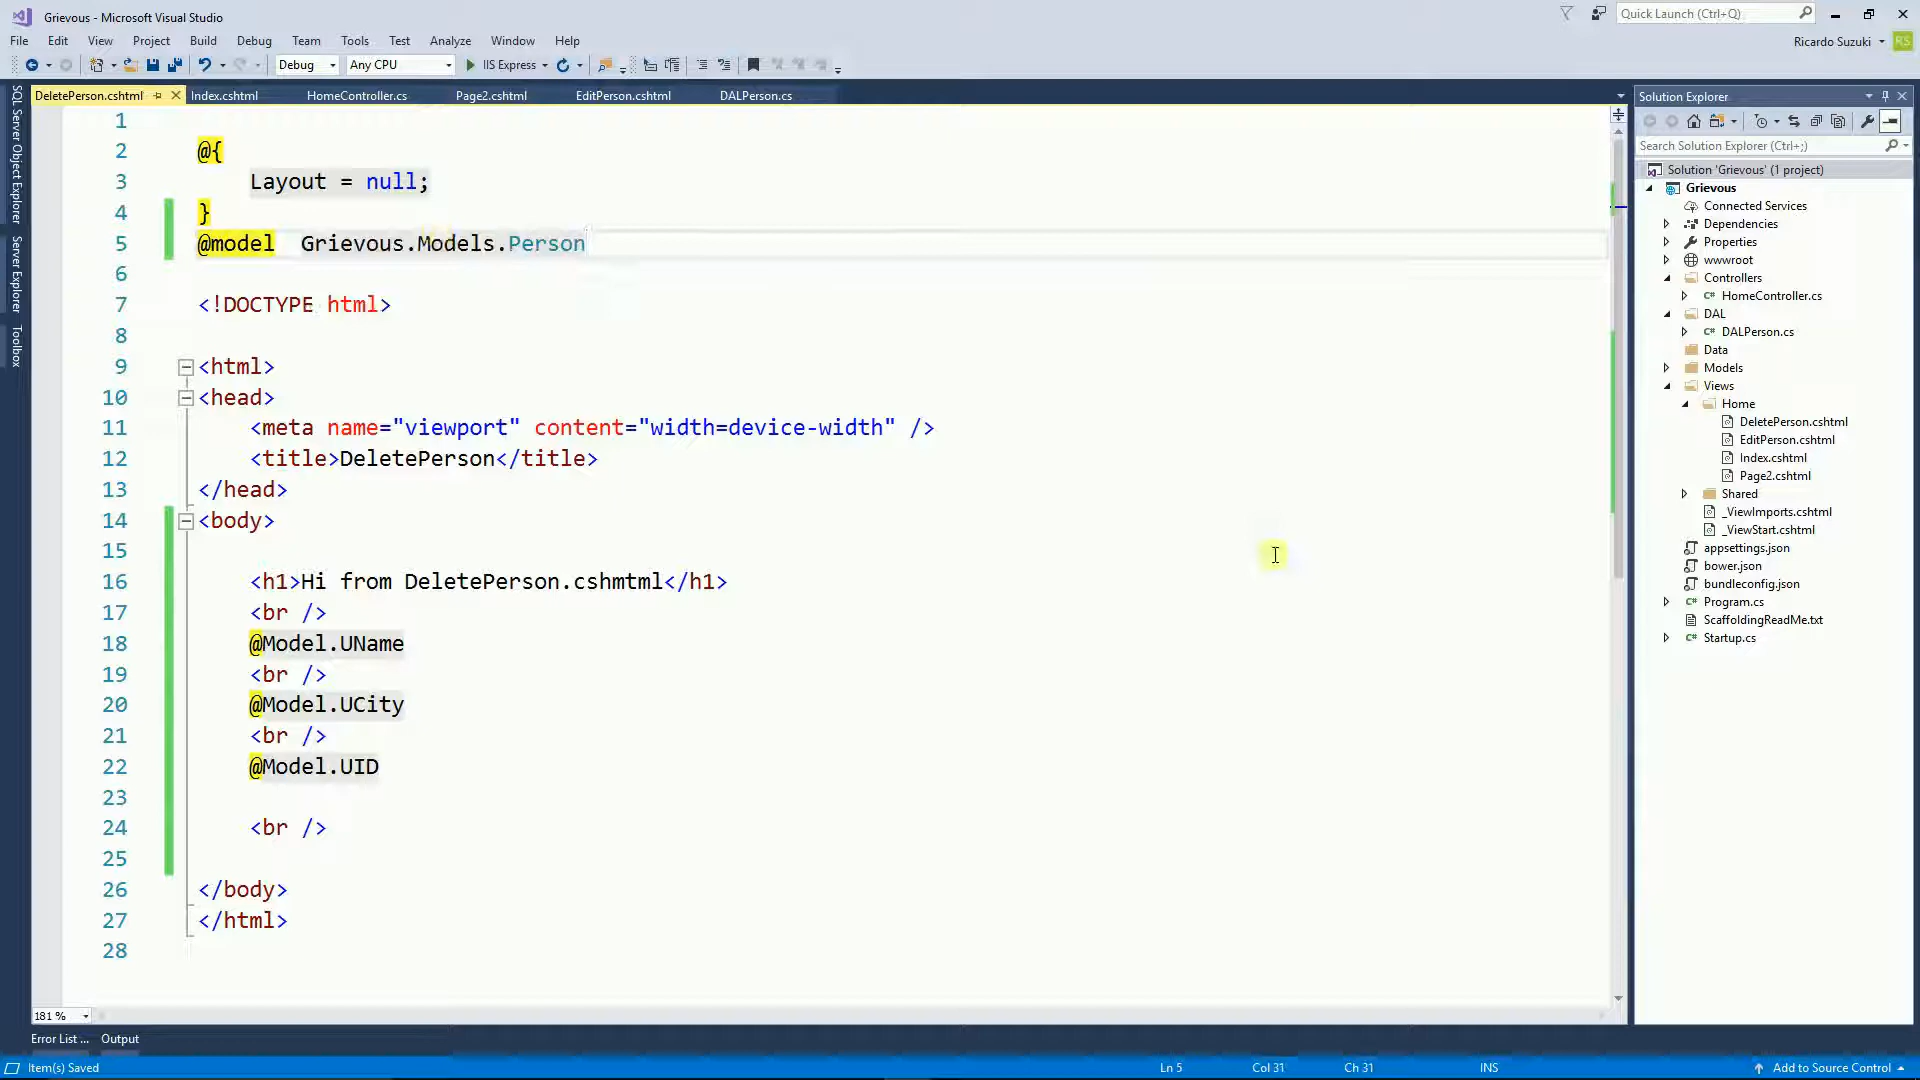 Grievous - Microsoft Visual Studio
Quick Launch (Ctrl+Q)
File Edit View Project Build Debug Team Tools Test Analyze Window Help
Ricardo Suzuki RS
Debug Any CPU IIS Express
SQL Server Object Explorer
Server Explorer
Toolbox
DeletePerson.cshtml Index.cshtml HomeController.cs Page2.cshtml EditPerson.cshtml DALPerson.cs
1
2 @{
3 Layout = null;
4 }
5 @model Grievous.Models.Person
6
7 <!DOCTYPE html>
8
9 <html>
10 <head>
11 <meta name="viewport" content="width=device-width" />
12 <title>DeletePerson</title>
13 </head>
14 <body>
15
16 <h1>Hi from DeletePerson.cshmtml</h1>
17 <br />
18 @Model.UName
19 <br />
20 @Model.UCity
21 <br />
22 @Model.UID
23
24 <br />
25
26 </body>
27 </html>
28
181 %
Solution Explorer
Search Solution Explorer (Ctrl+;)
Solution 'Grievous' (1 project)
Grievous
Connected Services
Dependencies
Properties
wwwroot
Controllers
C# HomeController.cs
DAL
C# DALPerson.cs
Data
Models
Views
Home
DeletePerson.cshtml
EditPerson.cshtml
Index.cshtml
Page2.cshtml
Shared
_ViewImports.cshtml
_ViewStart.cshtml
appsettings.json
bower.json
bundleconfig.json
C# Program.cs
ScaffoldingReadMe.txt
C# Startup.cs
Error List ... Output
Item(s) Saved Ln 5 Col 31 Ch 31 INS Add to Source Control